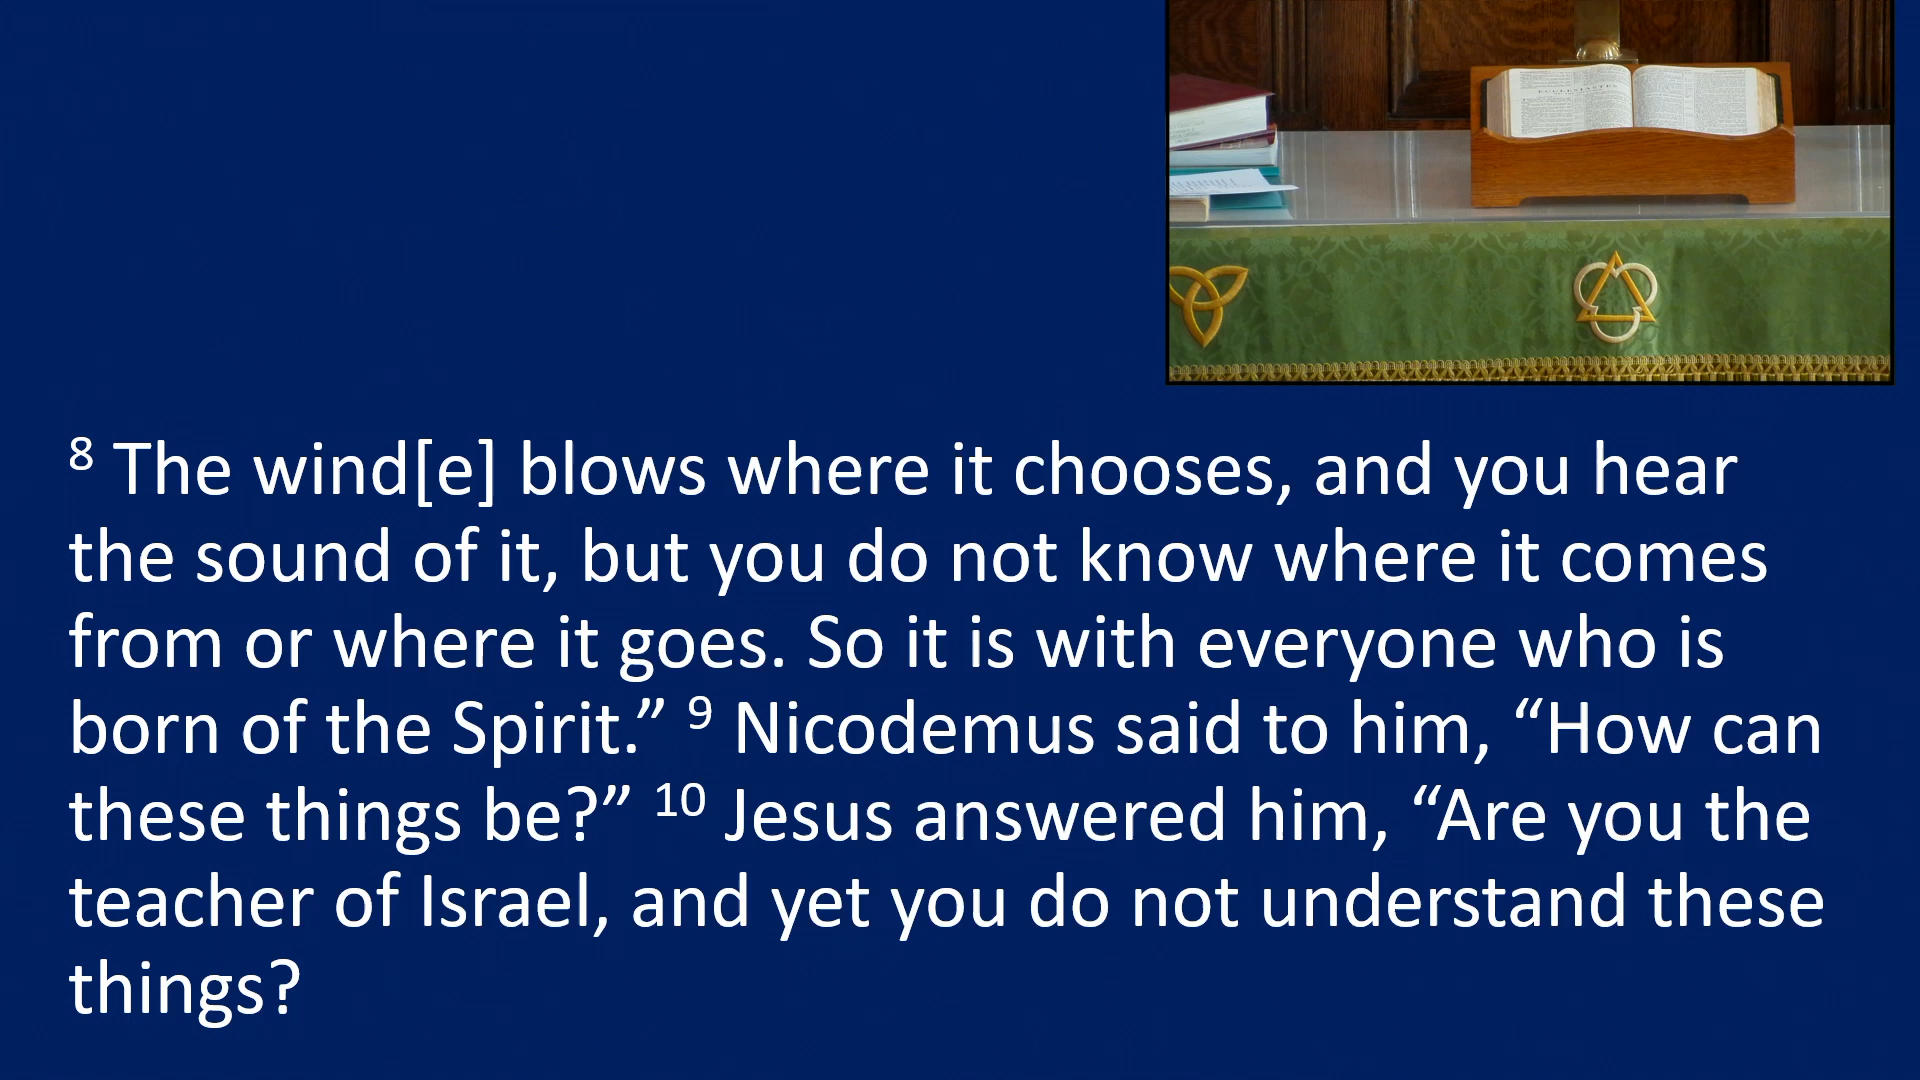 ECCLESIASTES
8 The wind[e] blows where it chooses, and you hear
the sound of it, but you do not know where it comes
from or where it goes. So it is with everyone who is
born of the Spirit.” 9 Nicodemus said to him, “How can
these things be?” 10 Jesus answered him, “Are you the
teacher of Israel, and yet you do not understand these
things?